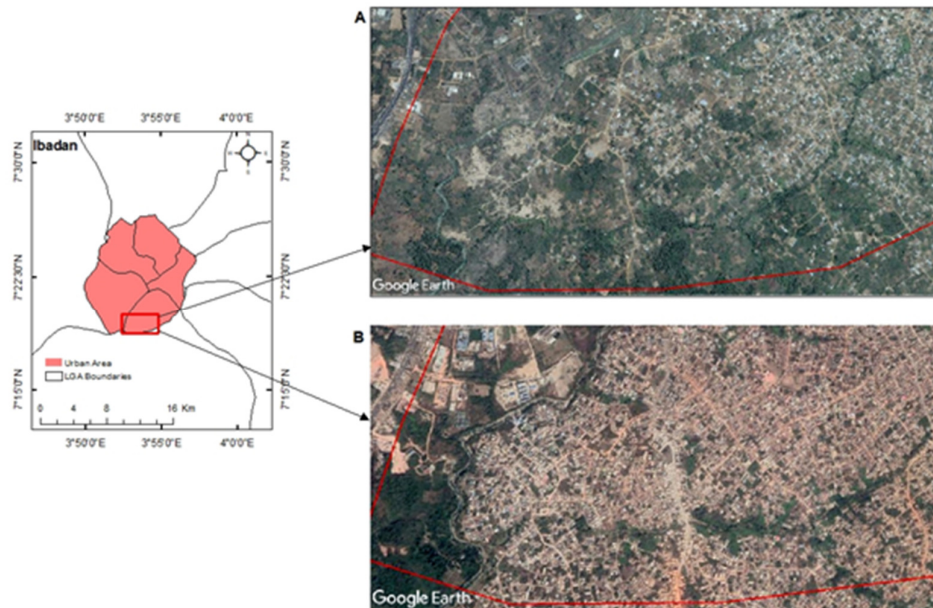 A
3°50'0"E 3°55'0"E 4°0'0"E
Ibadan
N
W E
S
7°30'0"N
7°30'0"N
7°22'30"N
7°22'30"N
7°15'0"N
7°15'0"N
Urban Area
LGA Boundaries
0 4 8 16 Km
3°50'0"E 3°55'0"E 4°0'0"E
Google Earth
B
Google Earth